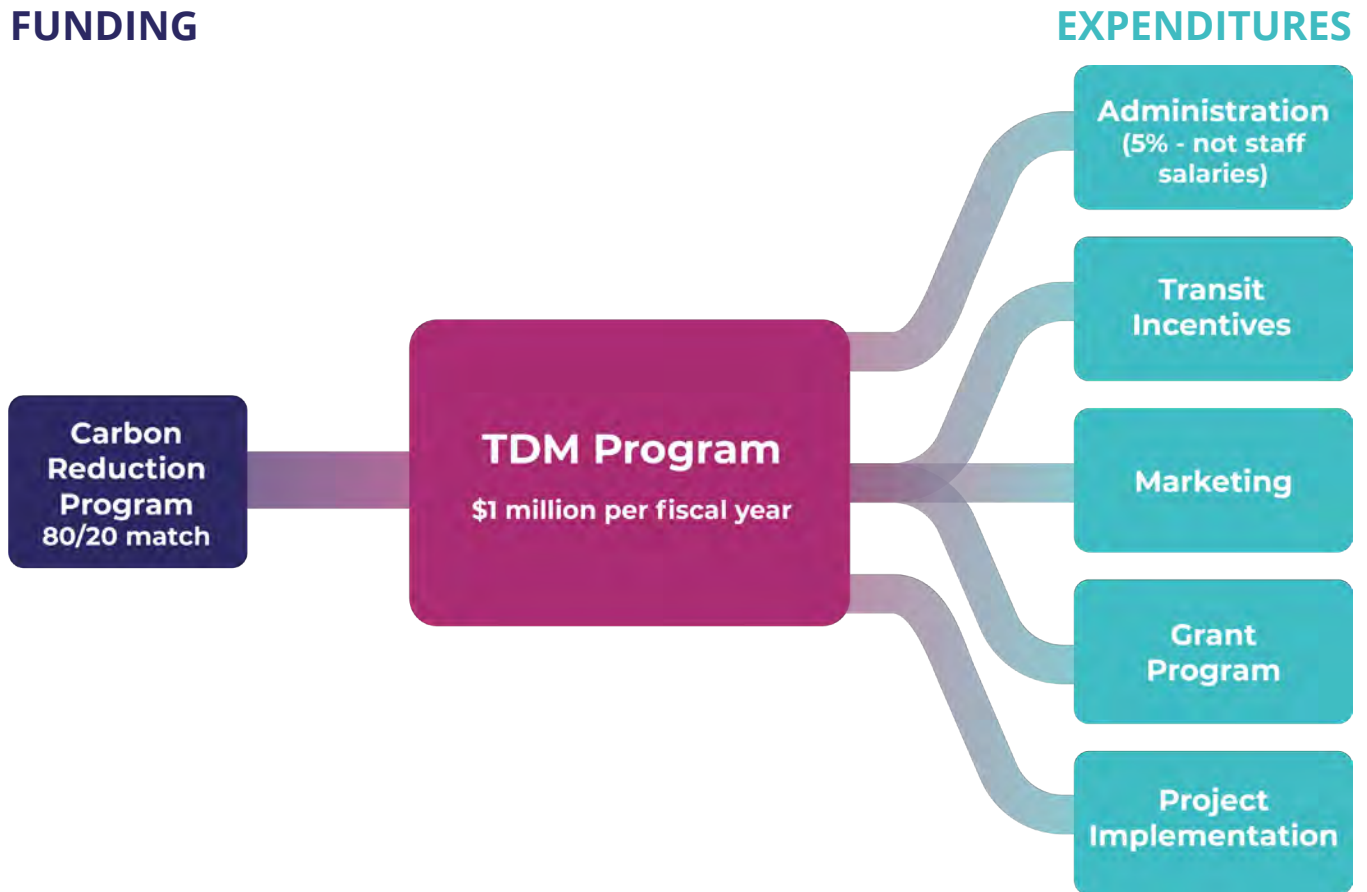 FUNDING
EXPENDITURES
Carbon
Reduction
Program
80/20 match
TDM Program
$1 million per fiscal year
Administration
(5% - not staff
salaries)
Transit
Incentives
Marketing
Grant
Program
Project
Implementation